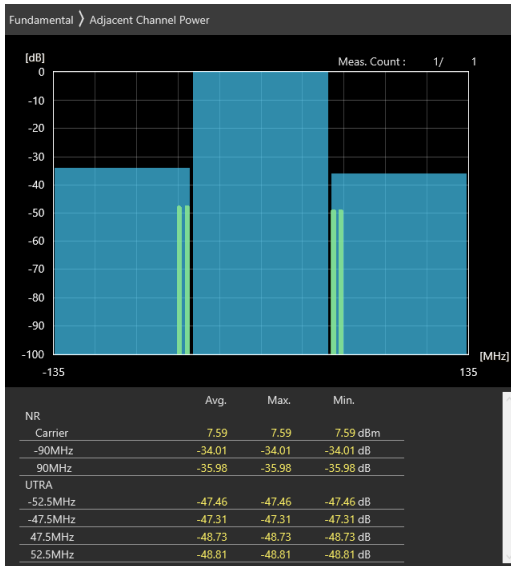 Fundamental ⟩ Adjacent Channel Power
[dB]
Meas. Count : 1/ 1
0
-10
-20
-30
-40
-50
-60
-70
-80
-90
-100
[MHz]
-135 135
Avg. Max. Min.
NR
Carrier 7.59 7.59 7.59 dBm
-90MHz -34.01 -34.01 -34.01 dB
90MHz -35.98 -35.98 -35.98 dB
UTRA
-52.5MHz -47.46 -47.46 -47.46 dB
-47.5MHz -47.31 -47.31 -47.31 dB
47.5MHz -48.73 -48.73 -48.73 dB
52.5MHz -48.81 -48.81 -48.81 dB